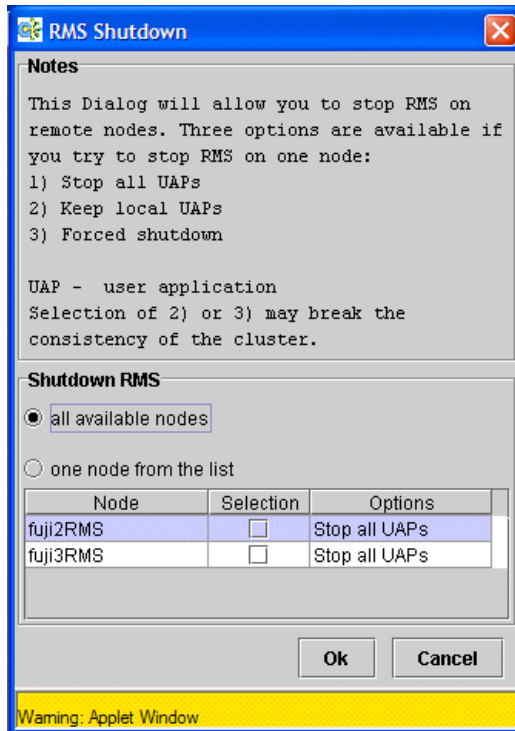 RMS Shutdown
Notes
This Dialog will allow you to stop RMS on
remote nodes. Three options are available if
you try to stop RMS on one node:
1) Stop all UAPs
2) Keep local UAPs
3) Forced shutdown
UAP -  user application
Selection of 2) or 3) may break the
consistency of the cluster.
Shutdown RMS
all available nodes
one node from the list
Node Selection Options
fuji2RMS Stop all UAPs
fuji3RMS Stop all UAPs
Ok Cancel
Warning: Applet Window